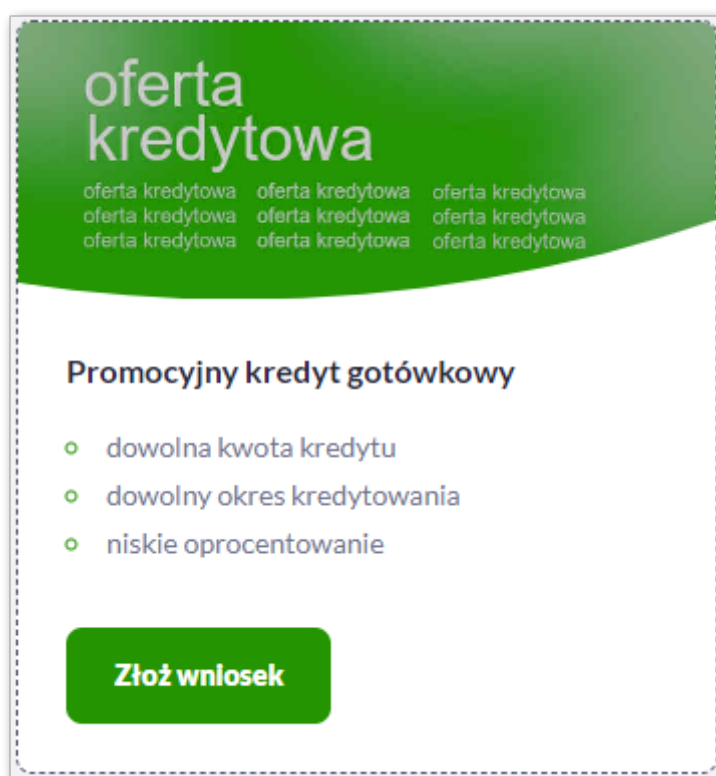 oferta
kredytowa
oferta kredytowa oferta kredytowa oferta kredytowa
oferta kredytowa oferta kredytowa oferta kredytowa
oferta kredytowa oferta kredytowa oferta kredytowa
Promocyjny kredyt gotówkowy
dowolna kwota kredytu
dowolny okres kredytowania
niskie oprocentowanie
Złoż wniosek